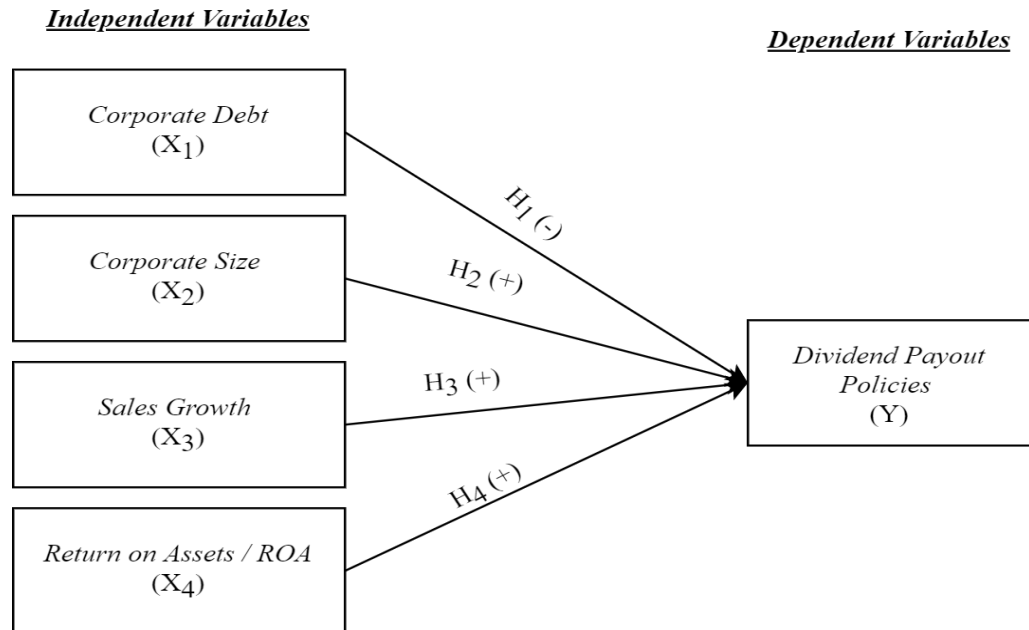 Independent Variables
Dependent Variables
Corporate Debt
(X1)
H1 (-)
Corporate Size
(X2)
H2 (+)
Sales Growth
(X3)
H3 (+)
Return on Assets / ROA
(X4)
H4 (+)
Dividend Payout
Policies
(Y)